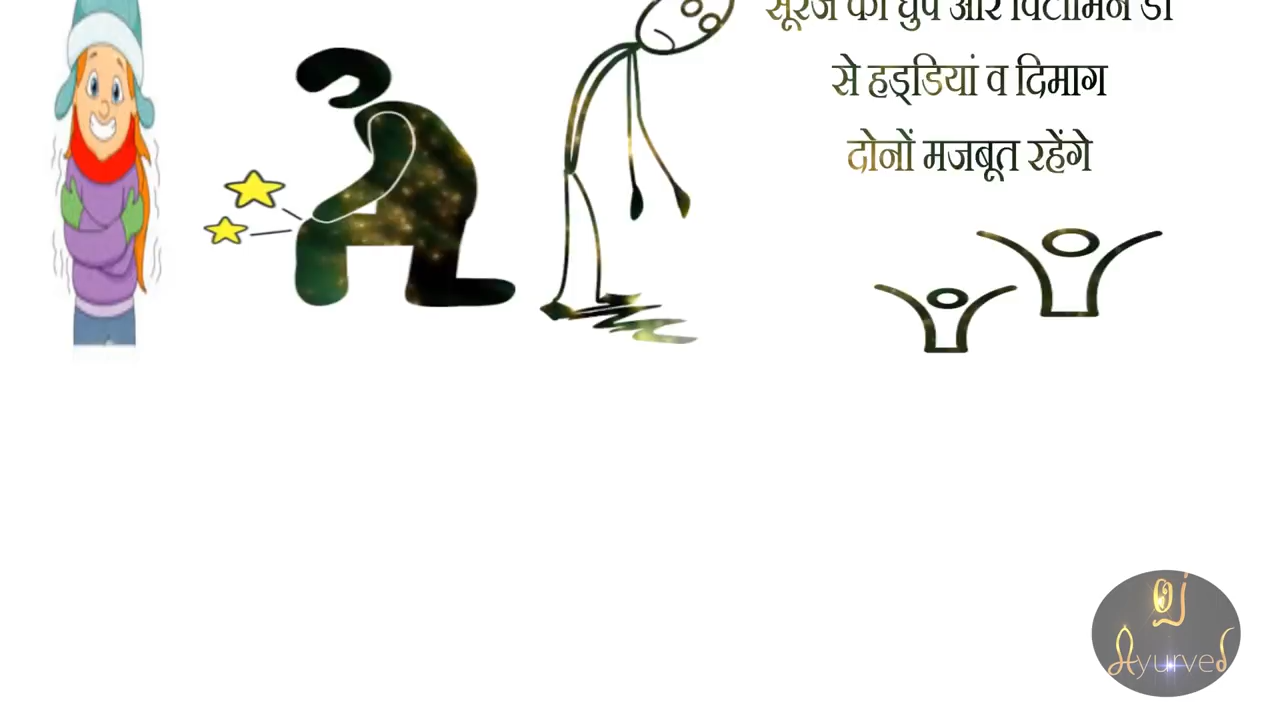 सूरज की धुप और विटामिन डी
से हड्डियां व दिमाग
दोनों मजबूत रहेंगे
Ayurved